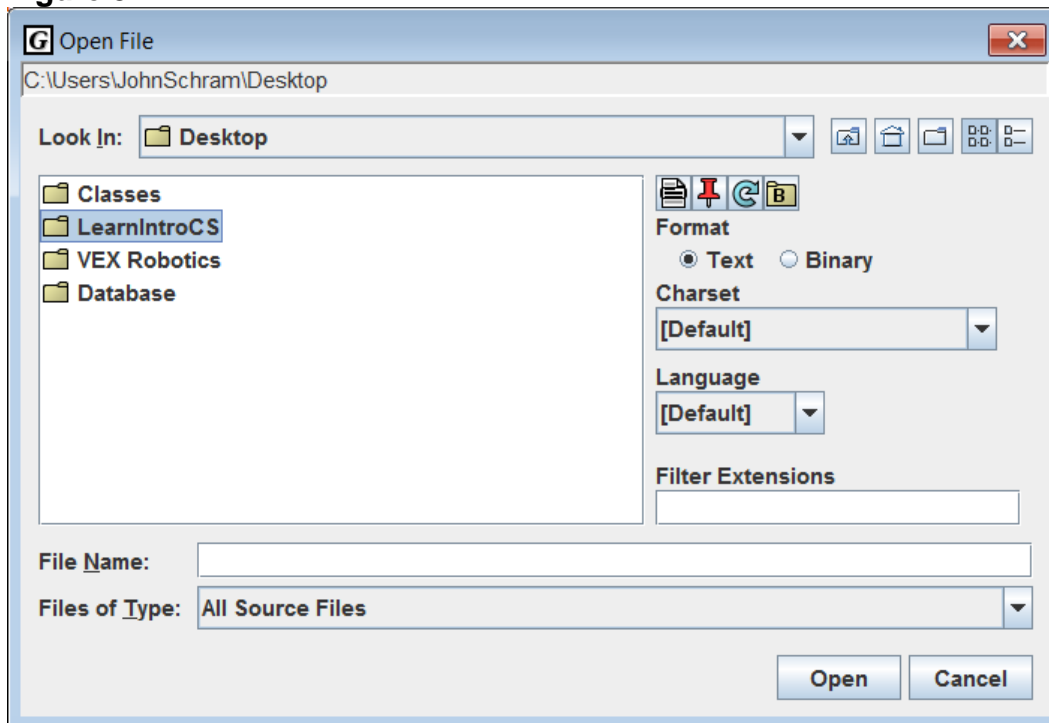 G Open File
C:\Users\JohnSchram\Desktop
Look In: Desktop
Classes
LearnIntroCS
VEX Robotics
Database
B
Format
Text Binary
Charset
[Default]
Language
[Default]
Filter Extensions
File Name:
Files of Type: All Source Files
Open Cancel